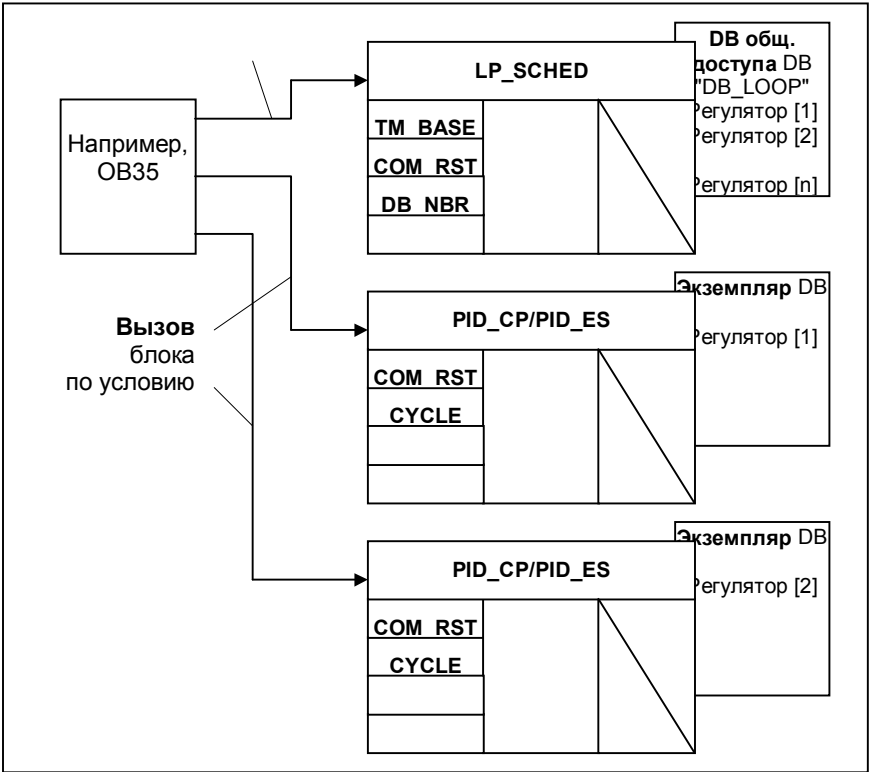 Например,
OB35
LP_SCHED
TM_BASE
COM_RST
DB_NBR
DB общ.
доступа DB
"DB_LOOP"
Регулятор [1]
Регулятор [2]
Регулятор [n]
Вызов
блока
по условию
PID_CP/PID_ES
COM_RST
CYCLE
Экземпляр DB
Регулятор [1]
PID_CP/PID_ES
COM_RST
CYCLE
Экземпляр DB
Регулятор [2]